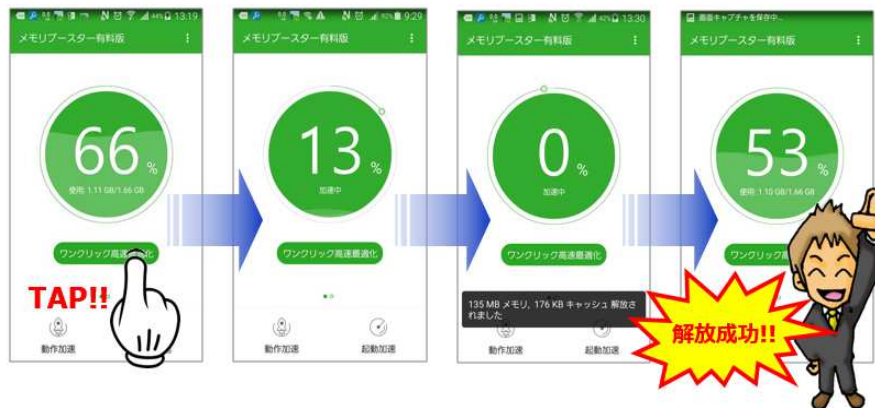 44% 13:19
メモリブースター有料版
66%
使用: 1.11 GB/1.66 GB
ワンクリック高速最適化
TAP!!
動作加速
9:29
メモリブースター有料版
13%
加速中
ワンクリック高速最適化
動作加速
起動加速
42% 13:30
メモリブースター有料版
0%
加速中
ワンクリック高速最適化
135 MB メモリ, 176 KB キャッシュ 解放さ
れました
動作加速
起動加速
画面キャプチャを保存中...
メモリブースター有料版
53%
使用: 1.10 GB/1.66 GB
ワンクリック高
解放成功!!